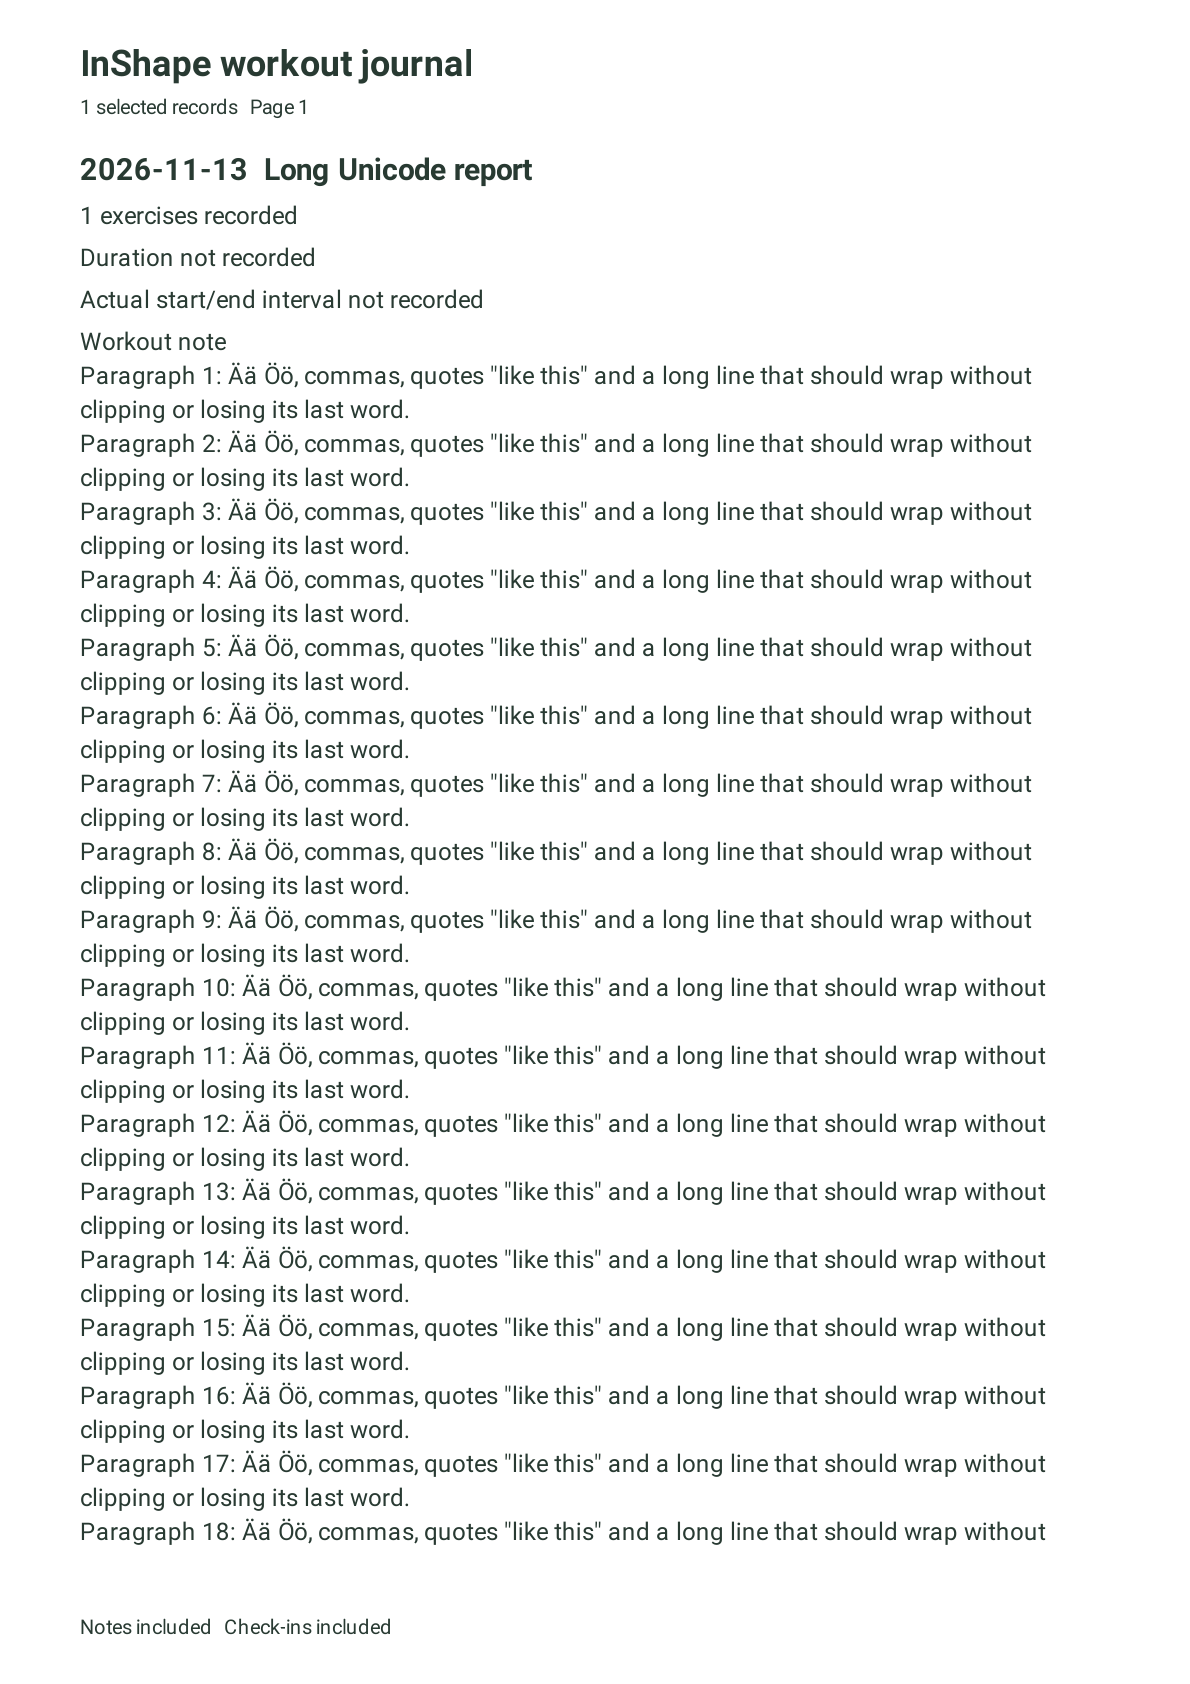 InShape workout journal
1 selected records Page 1
2026-11-13 Long Unicode report
1 exercises recorded
Duration not recorded
Actual start/end interval not recorded
Workout note
Paragraph 1: Ää Öö, commas, quotes "like this" and a long line that should wrap without
clipping or losing its last word.
Paragraph 2: Ää Öö, commas, quotes "like this" and a long line that should wrap without
clipping or losing its last word.
Paragraph 3: Ää Öö, commas, quotes "like this" and a long line that should wrap without
clipping or losing its last word.
Paragraph 4: Ää Öö, commas, quotes "like this" and a long line that should wrap without
clipping or losing its last word.
Paragraph 5: Ää Öö, commas, quotes "like this" and a long line that should wrap without
clipping or losing its last word.
Paragraph 6: Ää Öö, commas, quotes "like this" and a long line that should wrap without
clipping or losing its last word.
Paragraph 7: Ää Öö, commas, quotes "like this" and a long line that should wrap without
clipping or losing its last word.
Paragraph 8: Ää Öö, commas, quotes "like this" and a long line that should wrap without
clipping or losing its last word.
Paragraph 9: Ää Öö, commas, quotes "like this" and a long line that should wrap without
clipping or losing its last word.
Paragraph 10: Ää Öö, commas, quotes "like this" and a long line that should wrap without
clipping or losing its last word.
Paragraph 11: Ää Öö, commas, quotes "like this" and a long line that should wrap without
clipping or losing its last word.
Paragraph 12: Ää Öö, commas, quotes "like this" and a long line that should wrap without
clipping or losing its last word.
Paragraph 13: Ää Öö, commas, quotes "like this" and a long line that should wrap without
clipping or losing its last word.
Paragraph 14: Ää Öö, commas, quotes "like this" and a long line that should wrap without
clipping or losing its last word.
Paragraph 15: Ää Öö, commas, quotes "like this" and a long line that should wrap without
clipping or losing its last word.
Paragraph 16: Ää Öö, commas, quotes "like this" and a long line that should wrap without
clipping or losing its last word.
Paragraph 17: Ää Öö, commas, quotes "like this" and a long line that should wrap without
clipping or losing its last word.
Paragraph 18: Ää Öö, commas, quotes "like this" and a long line that should wrap without
Notes included Check-ins included